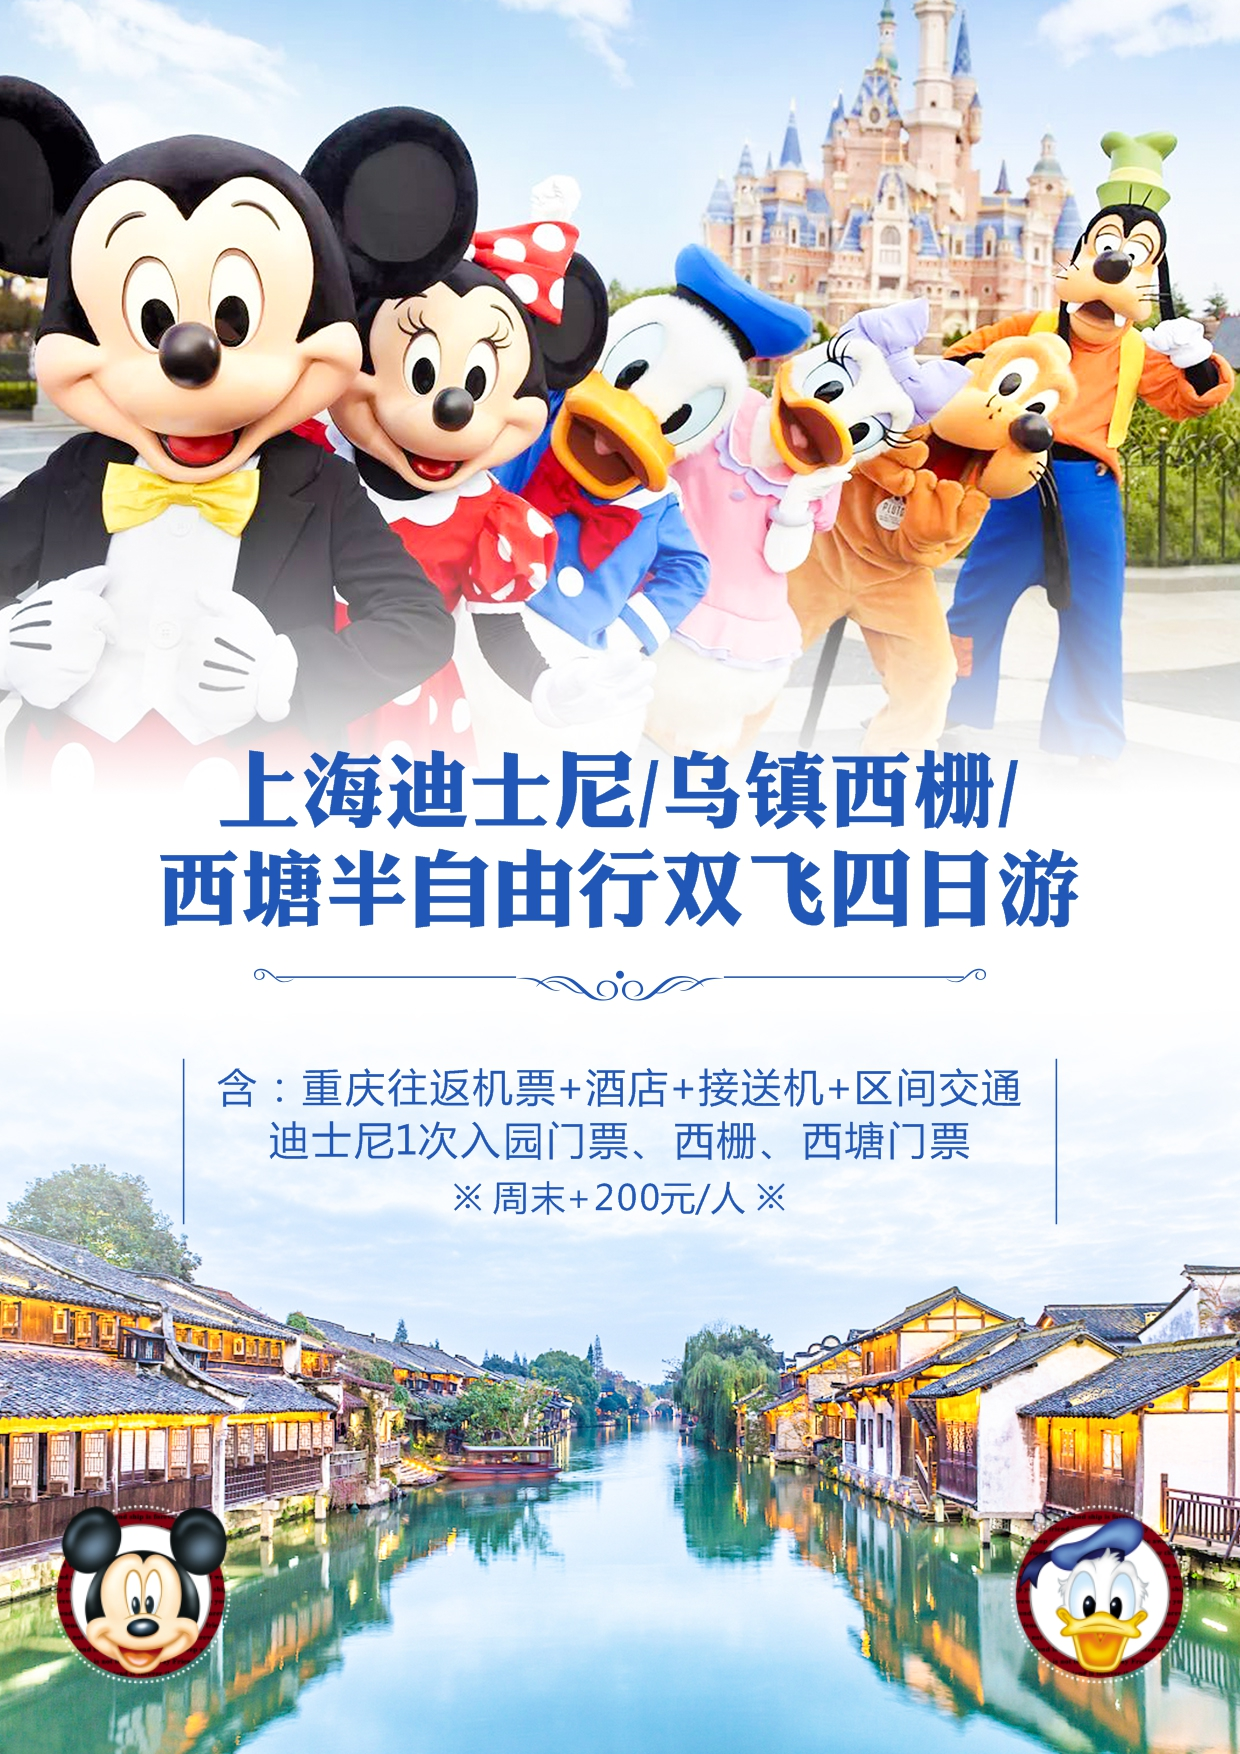 上海迪士尼/乌镇西栅/
西塘半自由行双飞四日游
含：重庆往返机票+酒店+接送机+区间交通
迪士尼1次入园门票、西栅、西塘门票
※ 周末+200元/人 ※
PLUTO